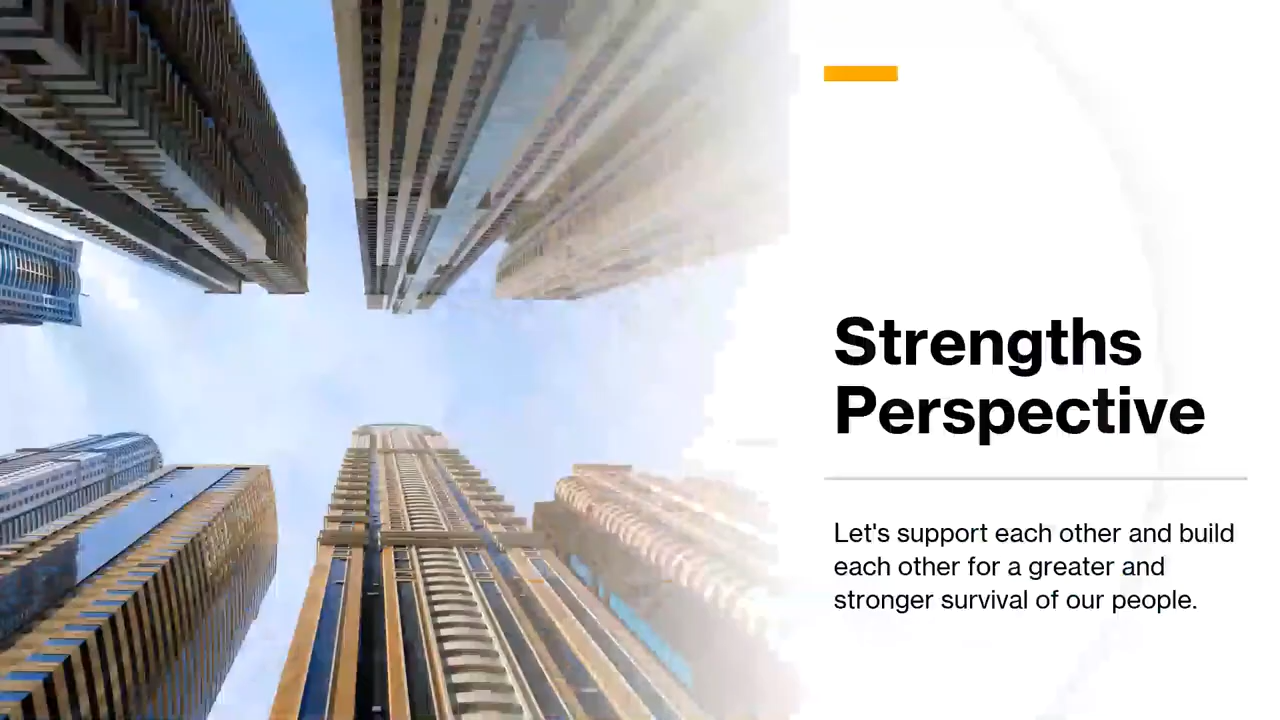 Strengths
Perspective
Let's support each other and build
each other for a greater and
stronger survival of our people.